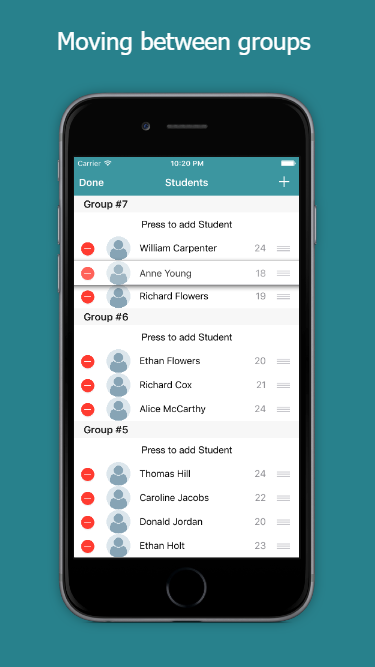 Moving between groups
Carrier 10:20 PM
Done Students +
Group #7
Press to add Student
William Carpenter 24
Anne Young 18
Richard Flowers 19
Group #6
Press to add Student
Ethan Flowers 20
Richard Cox 21
Alice McCarthy 24
Group #5
Press to add Student
Thomas Hill 24
Caroline Jacobs 22
Donald Jordan 20
Ethan Holt 23